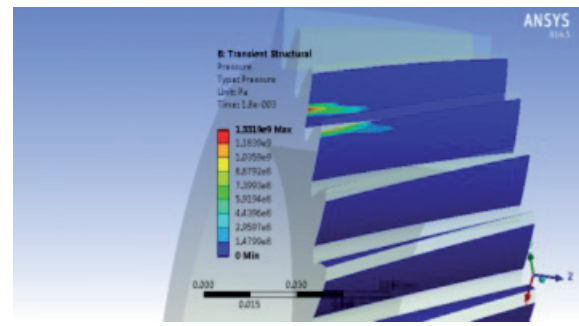 ANSYS
R14.5
B: Transient Structural
Pressure
Type: Pressure
Unit: Pa
Time: 1.8e-003
1.3319e9 Max
1.1839e9
1.0359e9
8.8792e8
7.3993e8
5.9194e8
4.4396e8
2.9597e8
1.4799e8
0 Min
0.000
0.030
0.015
Z